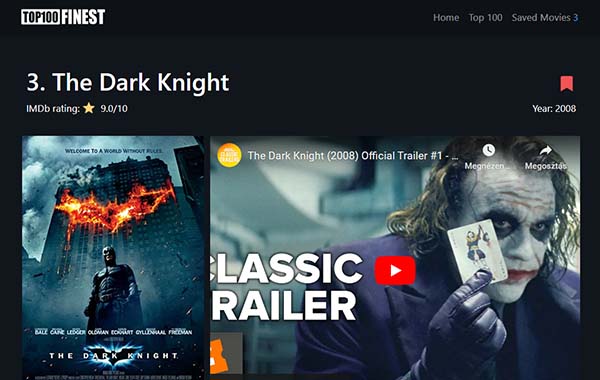 TOP100 FINEST
Home Top 100 Saved Movies 3
3. The Dark Knight
IMDb rating: 9.0/10
Year: 2008
WELCOME TO A WORLD WITHOUT RULES.
BALE CAINE LEDGER OLDMAN ECKHART GYLLENHAAL FREEMAN
THE DARK KNIGHT
The Dark Knight (2008) Official Trailer #1 - ...
Megnézen...
Megosztás
CLASSIC
TRAILER